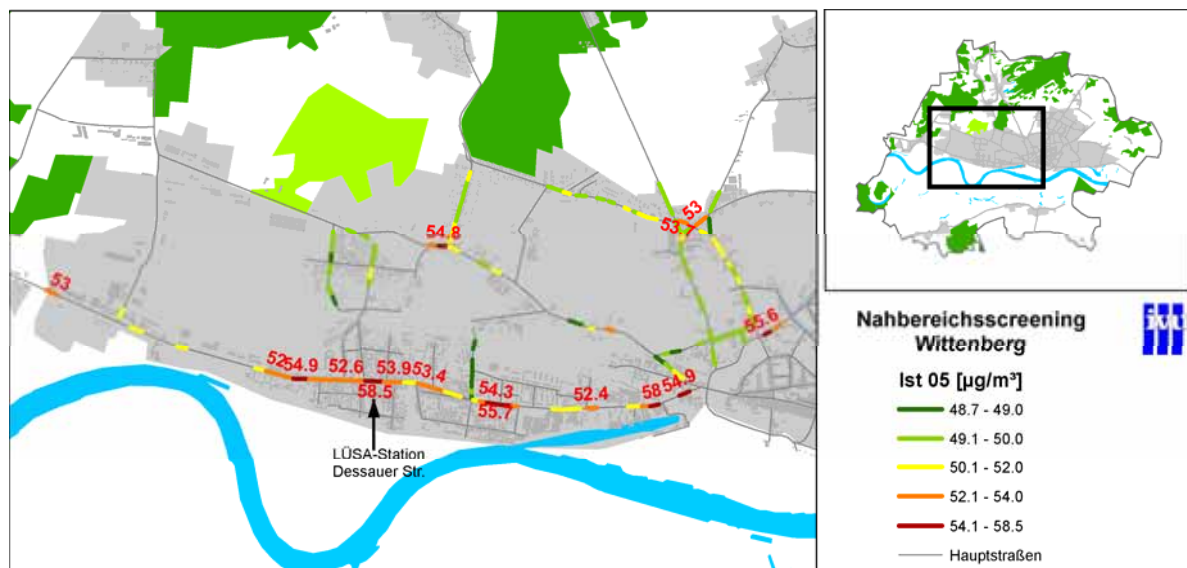 53
53.7
54.8
53
55.6
52
54.9
52.6
53.9
53.4
58.5
54.3
55.7
52.4
58
54.9
LÜSA-Station
Dessauer Str.
Nahbereichsscreening
Wittenberg
ivu
Ist 05 [µg/m³]
48.7 - 49.0
49.1 - 50.0
50.1 - 52.0
52.1 - 54.0
54.1 - 58.5
Hauptstraßen